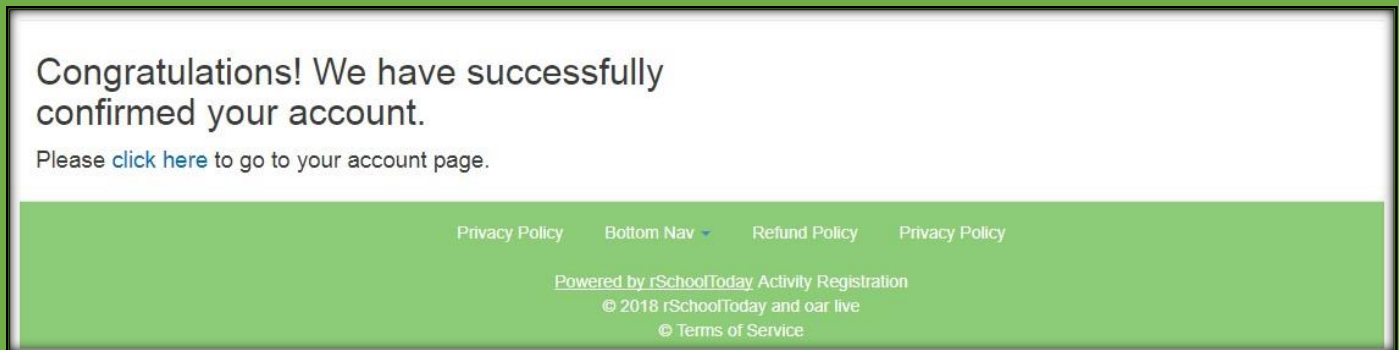 Congratulations! We have successfully
confirmed your account.
Please click here to go to your account page.
Privacy Policy Bottom Nav Refund Policy Privacy Policy
Powered by rSchoolToday Activity Registration
© 2018 rSchoolToday and oar live
© Terms of Service